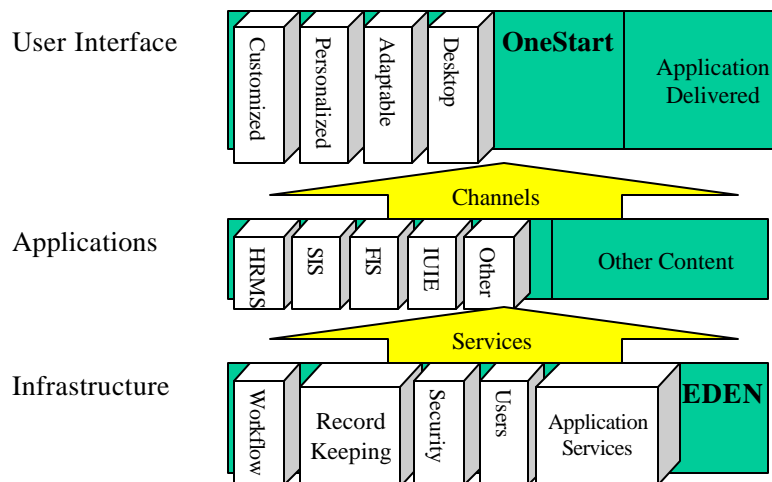 User Interface
Customized
Personalized
Adaptable
Desktop
OneStart
Application
Delivered
Channels
Applications
HRMS
SIS
FIS
IUIE
Other
Other Content
Services
Infrastructure
Workflow
Record
Keeping
Security
Users
Application
Services
EDEN